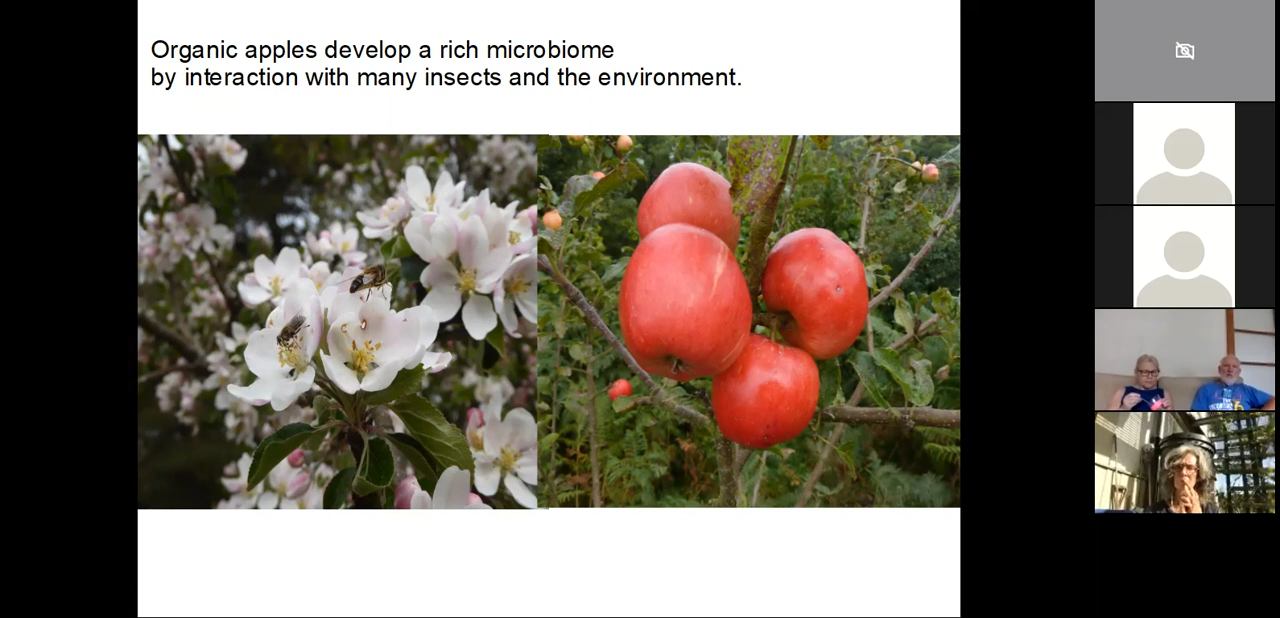 Organic apples develop a rich microbiome
by interaction with many insects and the environment.